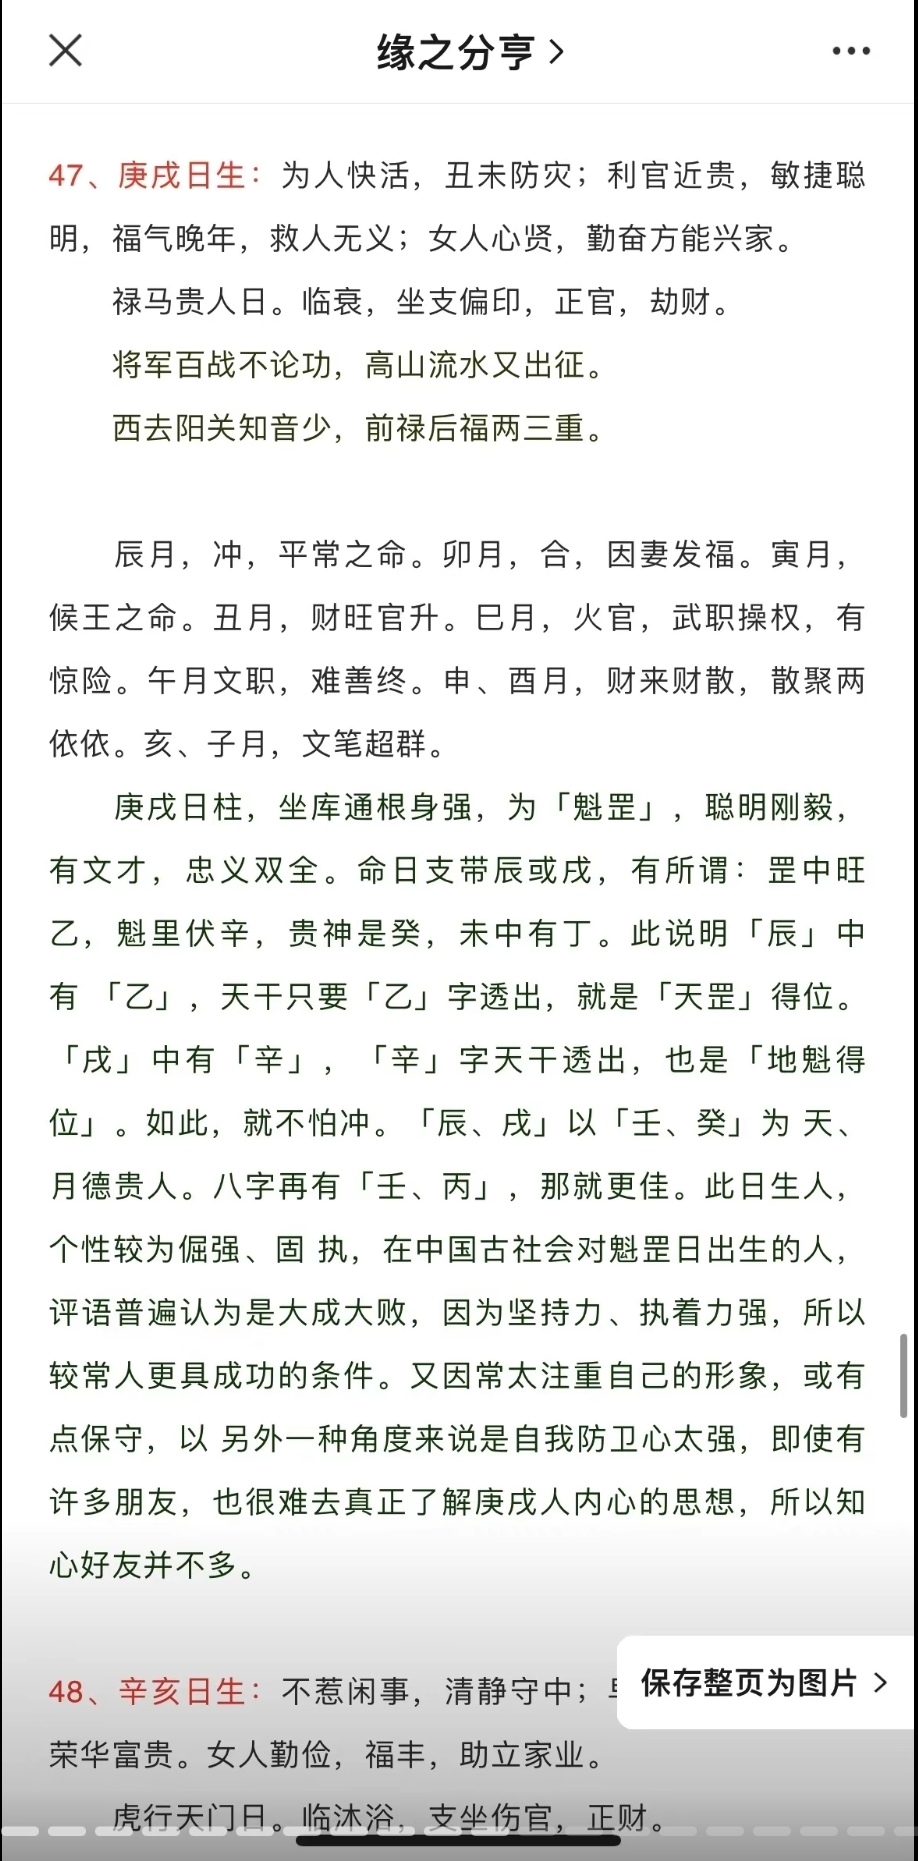 缘之分亨
47、庚戌日生：为人快活，丑未防灾；利官近贵，敏捷聪
明，福气晚年，救人无义；女人心贤，勤奋方能兴家。
禄马贵人日。临衰，坐支偏印，正官，劫财。
将军百战不论功，高山流水又出征。
西去阳关知音少，前禄后福两三重。
辰月，冲，平常之命。卯月，合，因妻发福。寅月，
候王之命。丑月，财旺官升。巳月，火官，武职操权，有
惊险。午月文职，难善终。申、酉月，财来财散，散聚两
依依。亥、子月，文笔超群。
庚戌日柱，坐库通根身强，为「魁罡」，聪明刚毅，
有文才，忠义双全。命日支带辰或戌，有所谓：罡中旺
乙，魁里伏辛，贵神是癸，未中有丁。此说明「辰」中
有 「乙」，天干只要「乙」字透出，就是「天罡」得位。
「戌」中有「辛」，「辛」字天干透出，也是「地魁得
位」。如此，就不怕冲。「辰、戌」以「壬、癸」为 天、
月德贵人。八字再有「壬、丙」，那就更佳。此日生人，
个性较为倔强、固 执，在中国古社会对魁罡日出生的人，
评语普遍认为是大成大败，因为坚持力、执着力强，所以
较常人更具成功的条件。又因常太注重自己的形象，或有
点保守，以 另外一种角度来说是自我防卫心太强，即使有
许多朋友，也很难去真正了解庚戌人内心的思想，所以知
心好友并不多。
48、辛亥日生：不惹闲事，清静守中；
保存整页为图片
荣华富贵。女人勤俭，福丰，助立家业。
虎行天门日。临沐浴，支坐伤官，正财。